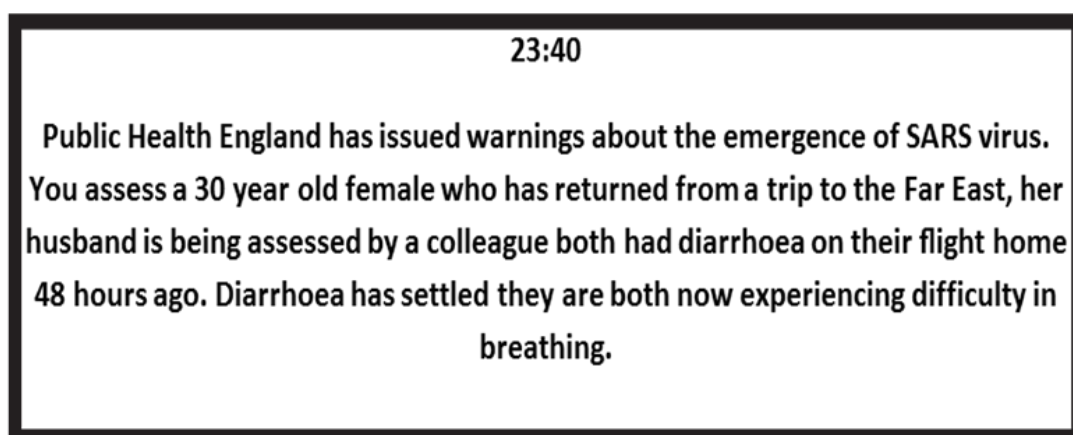 23:40
Public Health England has issued warnings about the emergence of SARS virus.
You assess a 30 year old female who has returned from a trip to the Far East, her
husband is being assessed by a colleague both had diarrhoea on their flight home
48 hours ago. Diarrhoea has settled they are both now experiencing difficulty in
breathing.